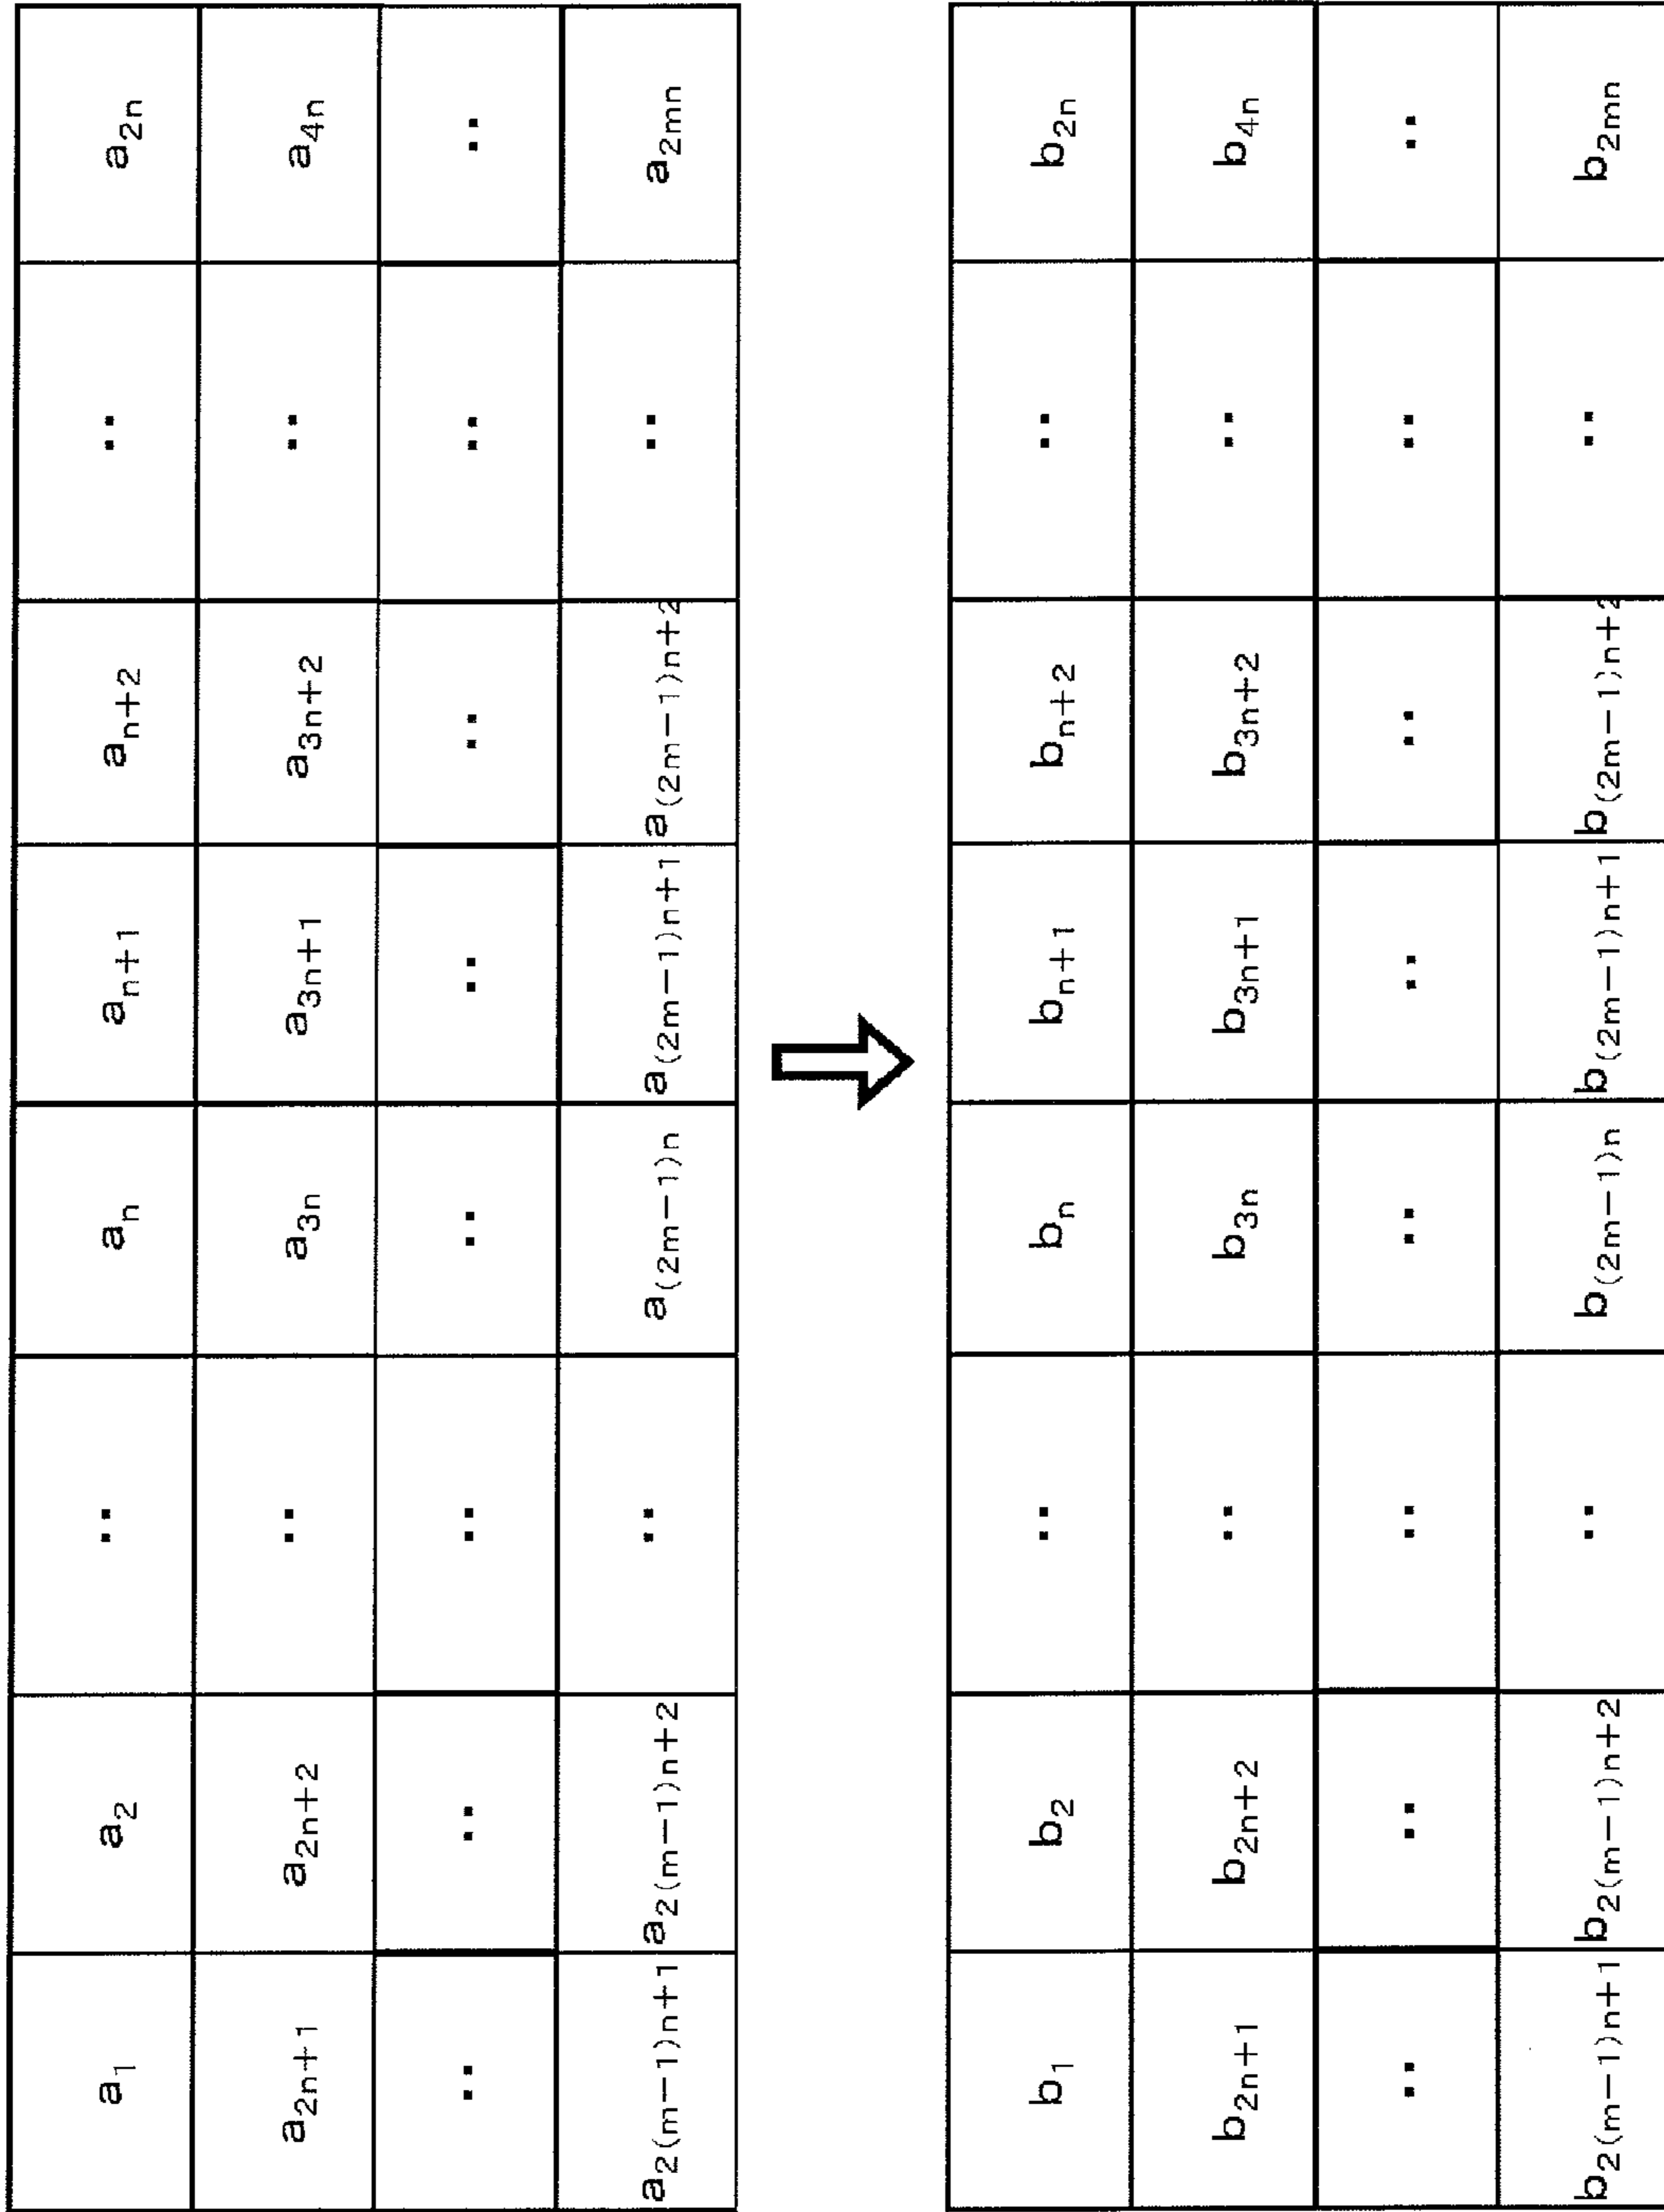 a₁ a₂ ‥ aₙ aₙ₊₁ aₙ₊₂ ‥ a₂ₙ
a₂ₙ₊₁ a₂ₙ₊₂ ‥ a₃ₙ a₃ₙ₊₁ a₃ₙ₊₂ ‥ a₄ₙ
‥ ‥ ‥ ‥ ‥ ‥ ‥ ‥
a₂₍ₘ₋₁₎ₙ₊₁ a₂₍ₘ₋₁₎ₙ₊₂ ‥ a₍₂ₘ₋₁₎ₙ a₍₂ₘ₋₁₎ₙ₊₁ a₍₂ₘ₋₁₎ₙ₊₂ ‥ a₂ₘₙ
b₁ b₂ ‥ bₙ bₙ₊₁ bₙ₊₂ ‥ b₂ₙ
b₂ₙ₊₁ b₂ₙ₊₂ ‥ b₃ₙ b₃ₙ₊₁ b₃ₙ₊₂ ‥ b₄ₙ
‥ ‥ ‥ ‥ ‥ ‥ ‥ ‥
b₂₍ₘ₋₁₎ₙ₊₁ b₂₍ₘ₋₁₎ₙ₊₂ ‥ b₍₂ₘ₋₁₎ₙ b₍₂ₘ₋₁₎ₙ₊₁ b₍₂ₘ₋₁₎ₙ₊₂ ‥ b₂ₘₙ